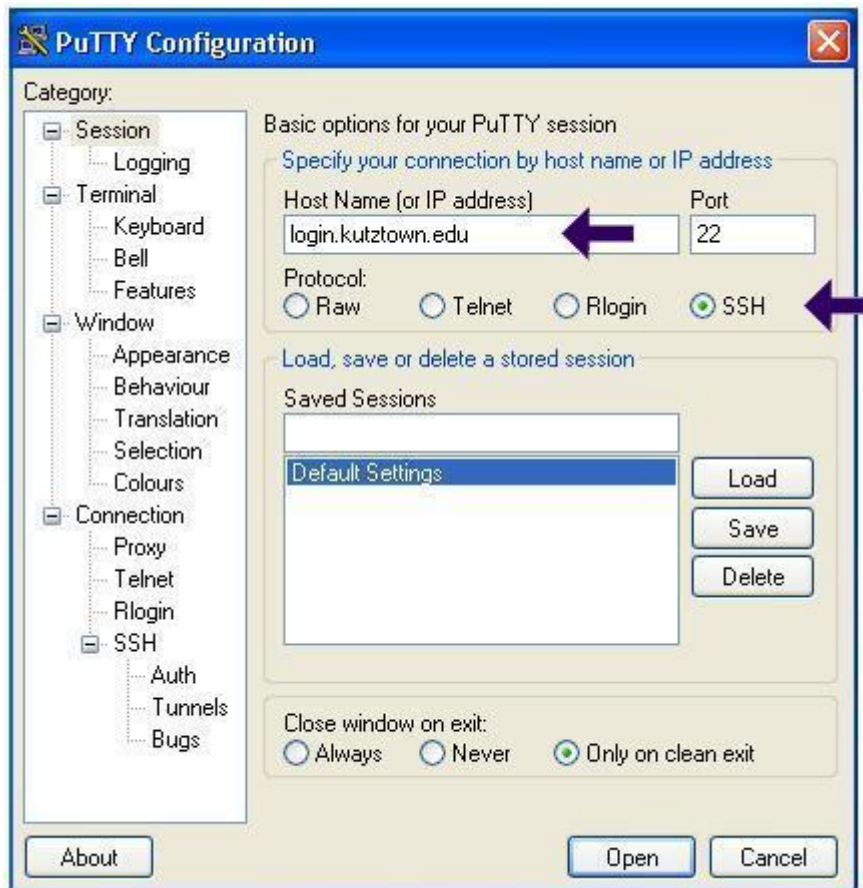 PuTTY Configuration
Category:
Session
Logging
Terminal
Keyboard
Bell
Features
Window
Appearance
Behaviour
Translation
Selection
Colours
Connection
Proxy
Telnet
Rlogin
SSH
Auth
Tunnels
Bugs
Basic options for your PuTTY session
Specify your connection by host name or IP address
Host Name (or IP address) Port
login.kutztown.edu 22
Protocol:
Raw Telnet Rlogin SSH
Load, save or delete a stored session
Saved Sessions
Default Settings
Load
Save
Delete
Close window on exit:
Always Never Only on clean exit
About Open Cancel